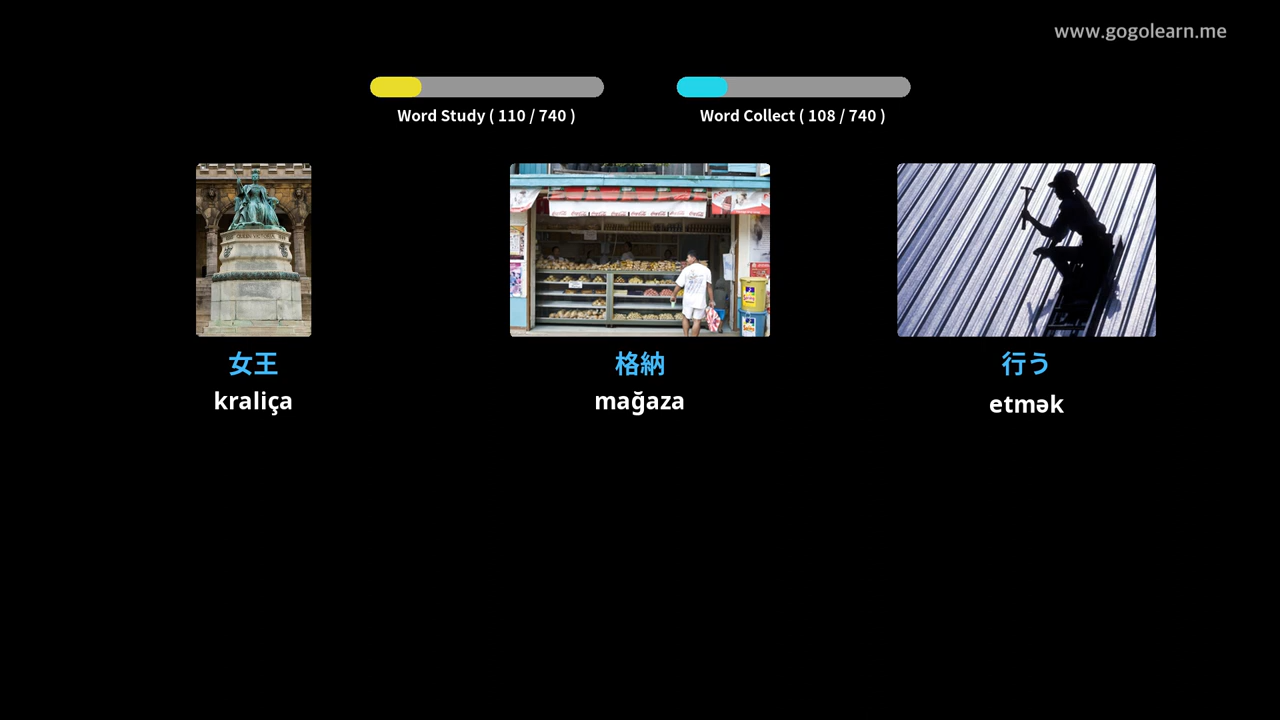 www.gogolearn.me
Word Study ( 110 / 740 )
Word Collect ( 108 / 740 )
女王
格納
行う
kraliça
mağaza
etmək